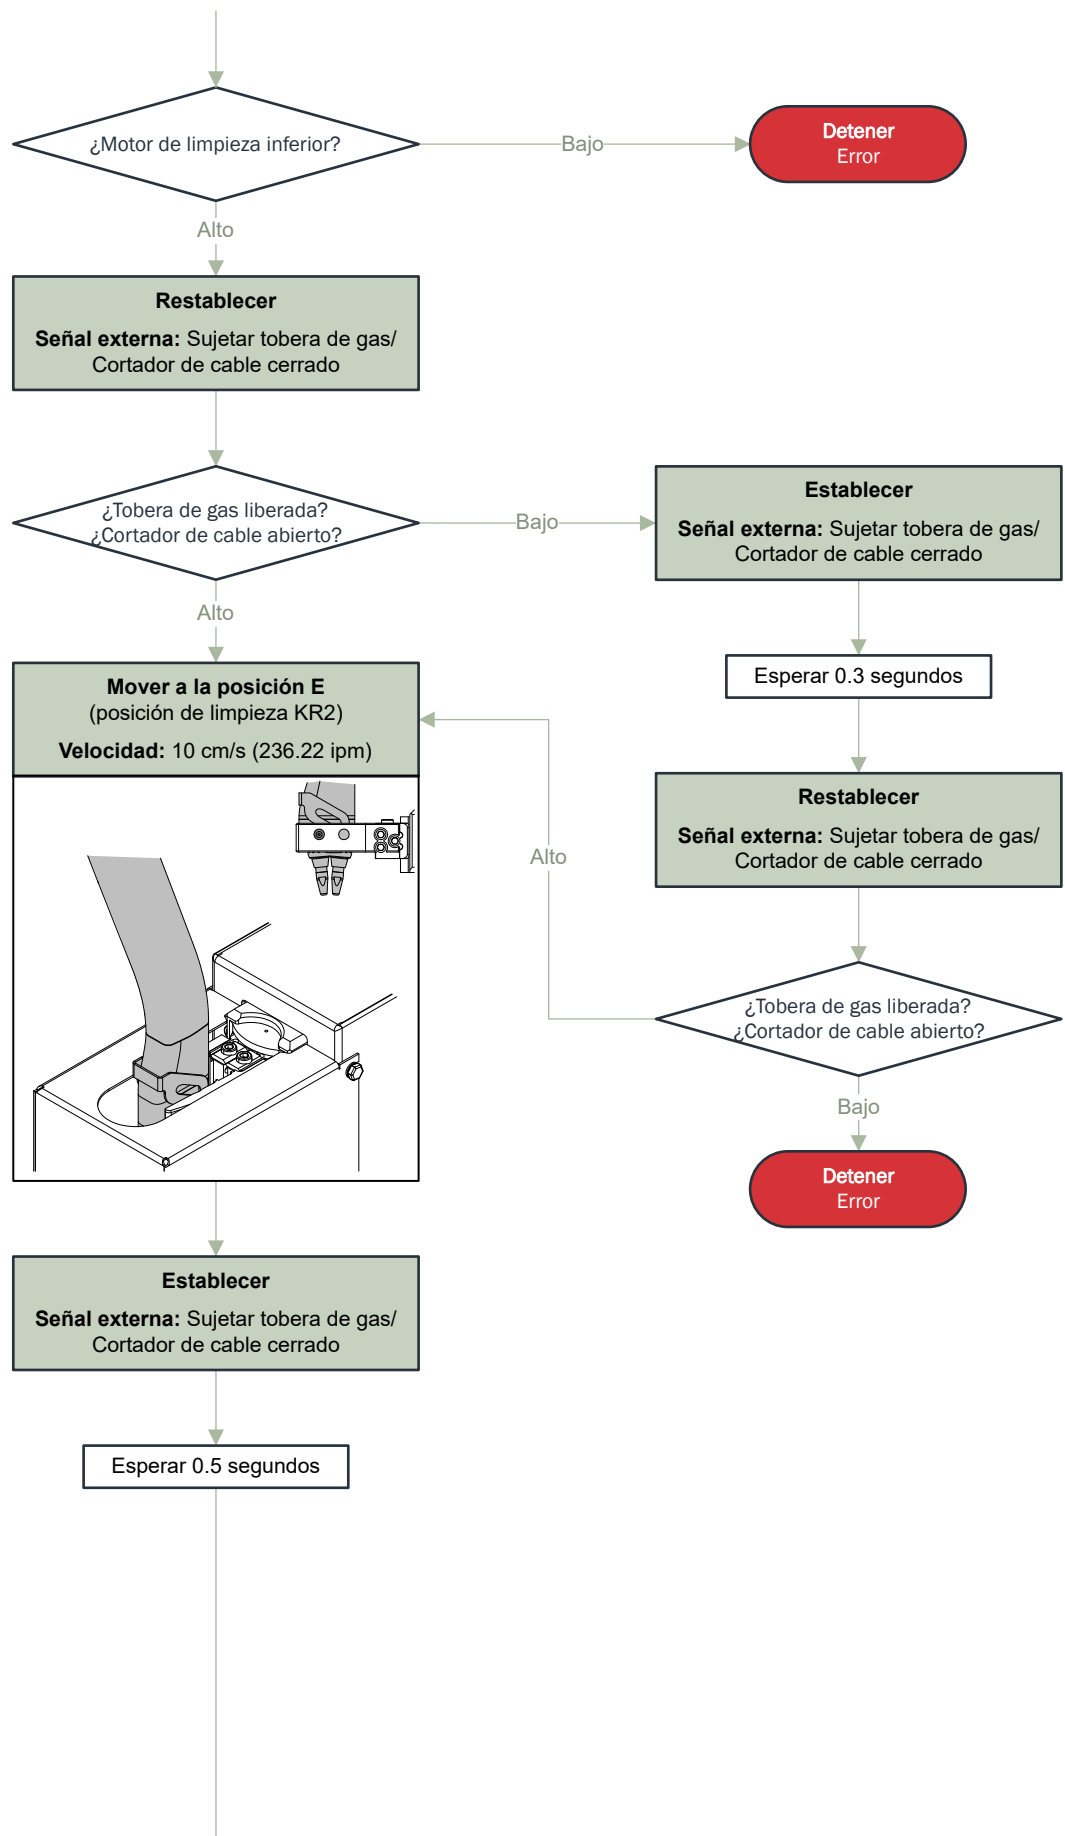 ¿Motor de limpieza inferior?
Bajo
Detener
Error
Alto
Restablecer
Señal externa: Sujetar tobera de gas/
Cortador de cable cerrado
¿Tobera de gas liberada?
¿Cortador de cable abierto?
Bajo
Establecer
Señal externa: Sujetar tobera de gas/
Cortador de cable cerrado
Alto
Esperar 0.3 segundos
Mover a la posición E
(posición de limpieza KR2)
Velocidad: 10 cm/s (236.22 ipm)
Restablecer
Señal externa: Sujetar tobera de gas/
Cortador de cable cerrado
Alto
¿Tobera de gas liberada?
¿Cortador de cable abierto?
Bajo
Detener
Error
Establecer
Señal externa: Sujetar tobera de gas/
Cortador de cable cerrado
Esperar 0.5 segundos